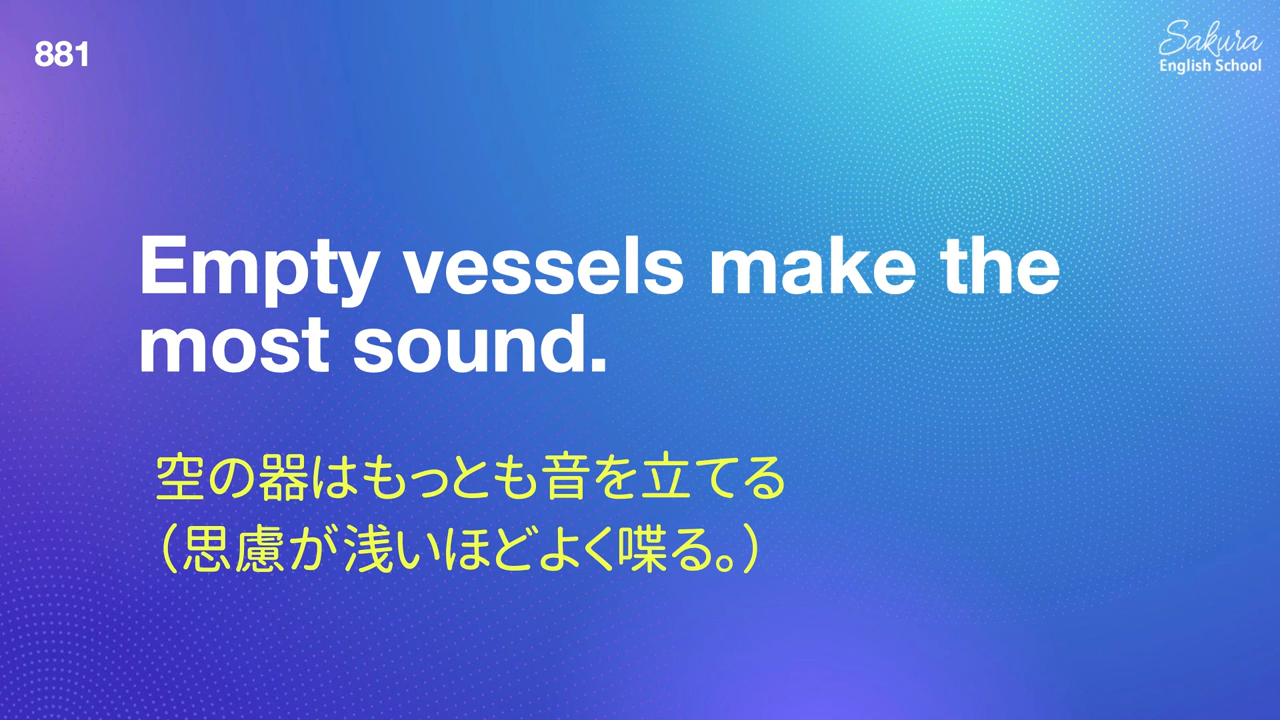 881
Sakura
English School
Empty vessels make the
most sound.
空の器はもっとも音を立てる
（思慮が浅いほどよく喋る。）